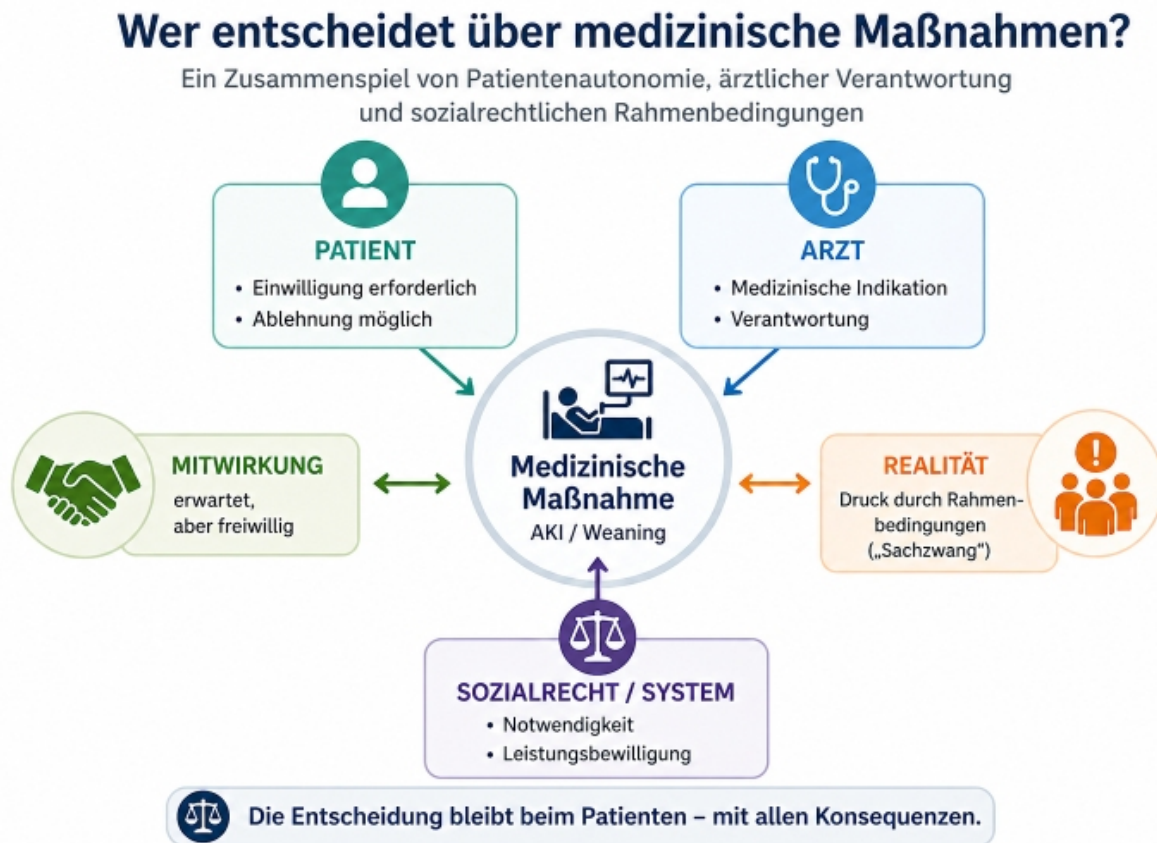 Wer entscheidet über medizinische Maßnahmen?
Ein Zusammenspiel von Patientenautonomie, ärztlicher Verantwortung
und sozialrechtlichen Rahmenbedingungen
PATIENT
• Einwilligung erforderlich
• Ablehnung möglich
ARZT
• Medizinische Indikation
• Verantwortung
MITWIRKUNG
erwartet,
aber freiwillig
Medizinische
Maßnahme
AKI / Weaning
REALITÄT
Druck durch Rahmen-
bedingungen
(„Sachzwang“)
SOZIALRECHT / SYSTEM
• Notwendigkeit
• Leistungsbewilligung
Die Entscheidung bleibt beim Patienten – mit allen Konsequenzen.